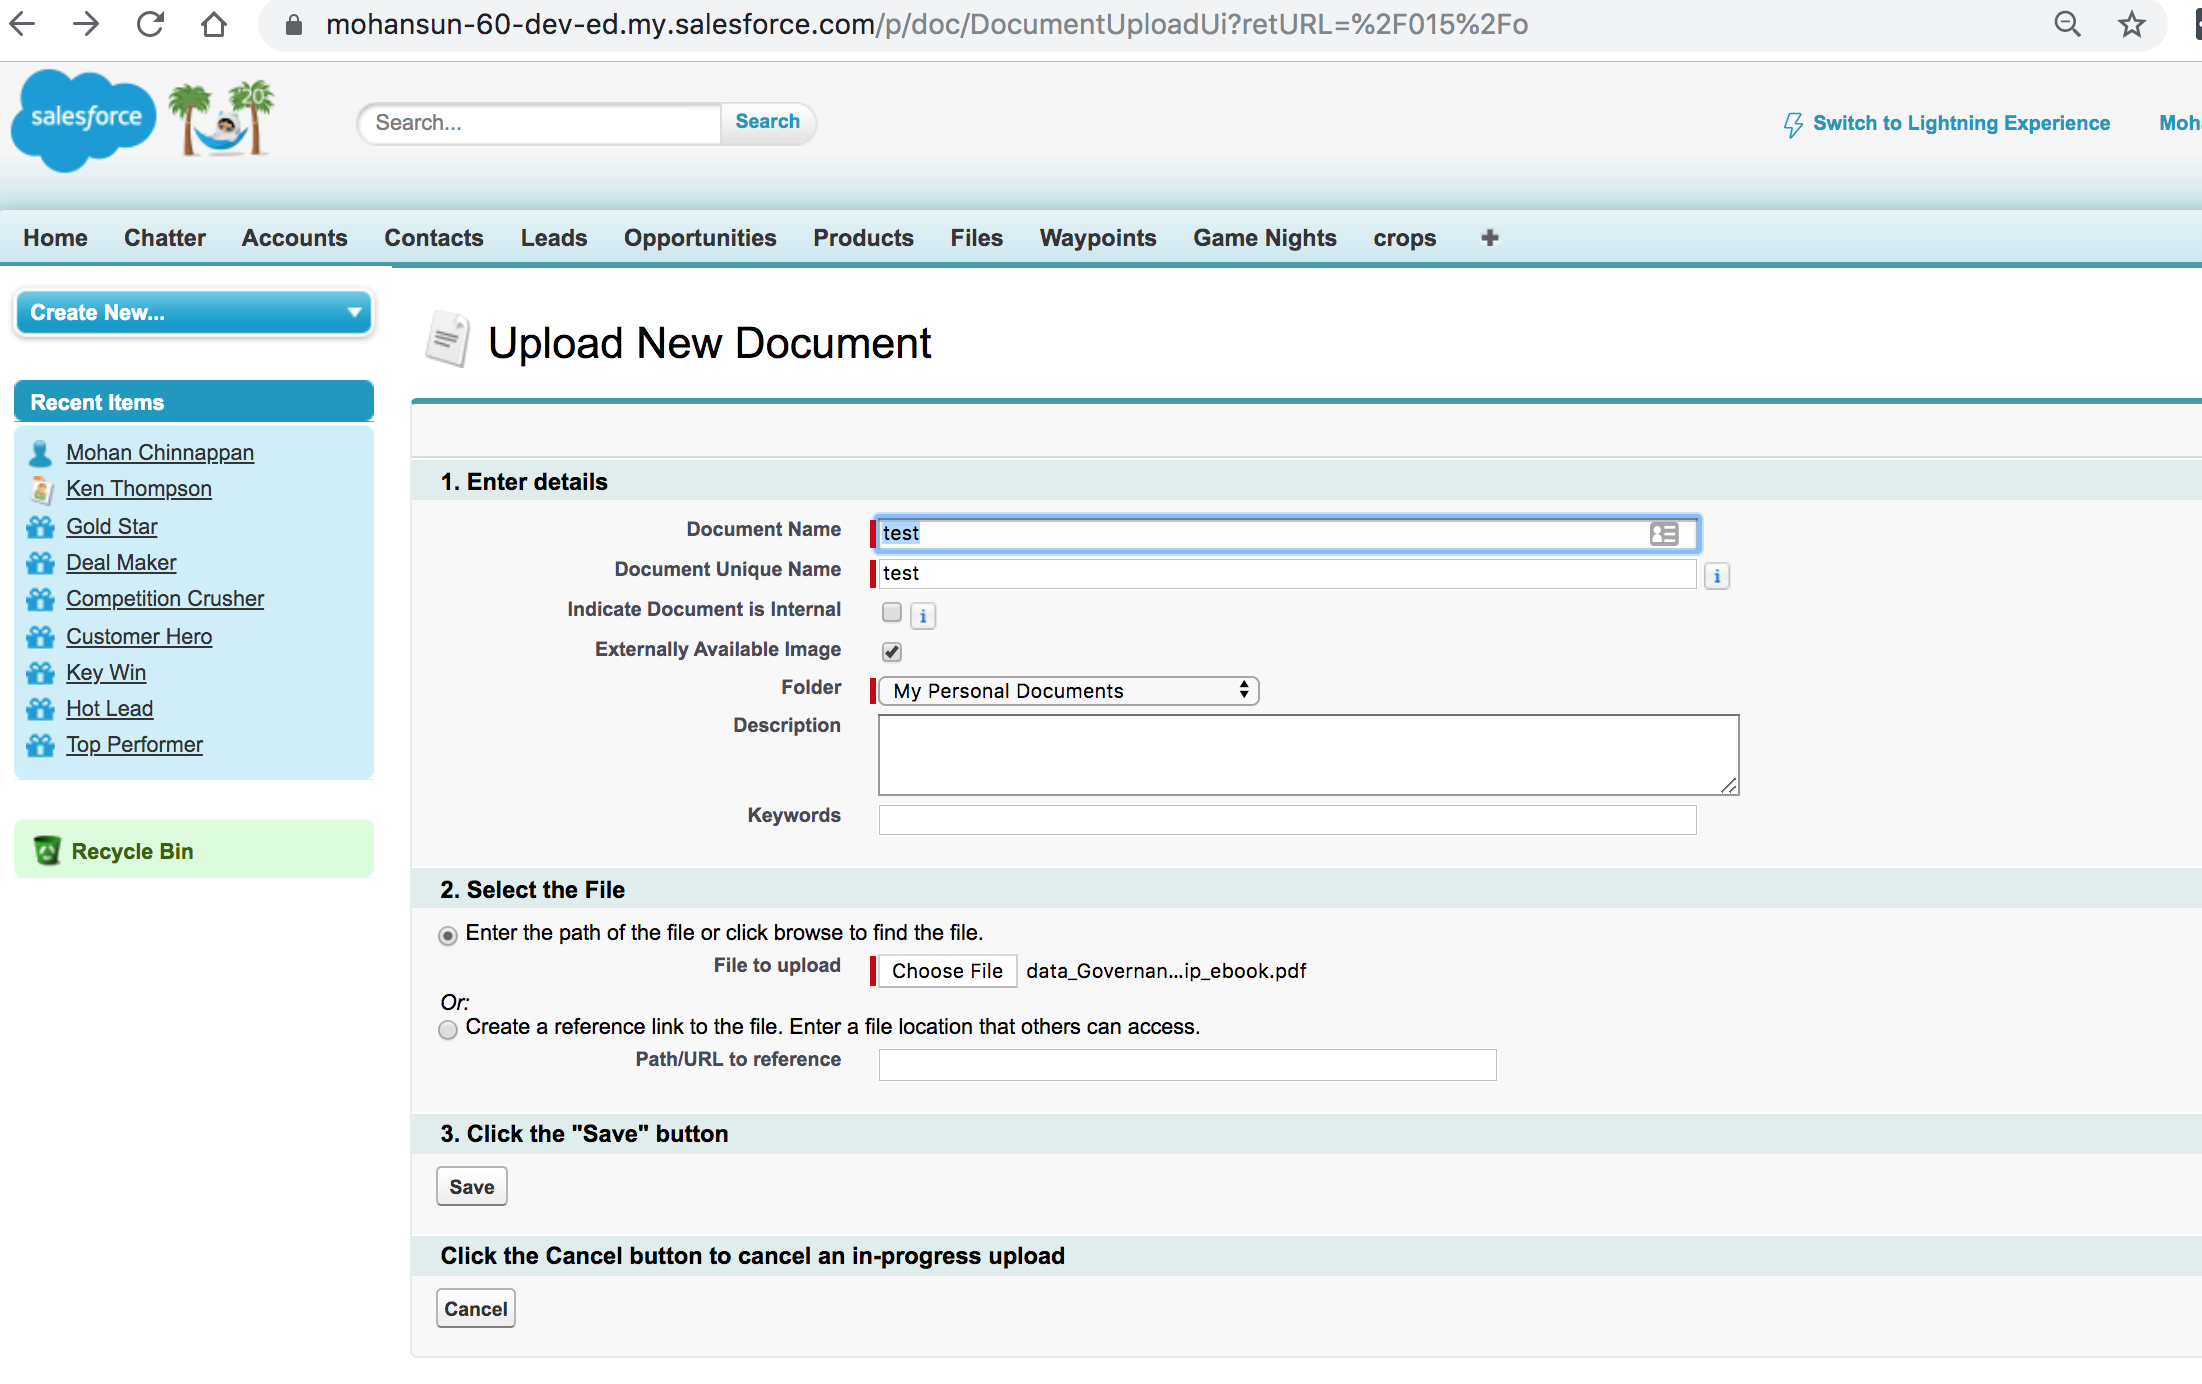 mohansun-60-dev-ed.my.salesforce.com/p/doc/DocumentUploadUi?retURL=%2F015%2Fo
salesforce
20
Search...
Search
Switch to Lightning Experience
Moh
Home Chatter Accounts Contacts Leads Opportunities Products Files Waypoints Game Nights crops +
Create New...
Recent Items
Mohan Chinnappan
Ken Thompson
Gold Star
Deal Maker
Competition Crusher
Customer Hero
Key Win
Hot Lead
Top Performer
Recycle Bin
Upload New Document
1. Enter details
Document Name test
Document Unique Name test i
Indicate Document is Internal i
Externally Available Image
Folder My Personal Documents
Description
Keywords
2. Select the File
Enter the path of the file or click browse to find the file.
File to upload Choose File data_Governan...ip_ebook.pdf
Or:
Create a reference link to the file. Enter a file location that others can access.
Path/URL to reference
3. Click the "Save" button
Save
Click the Cancel button to cancel an in-progress upload
Cancel